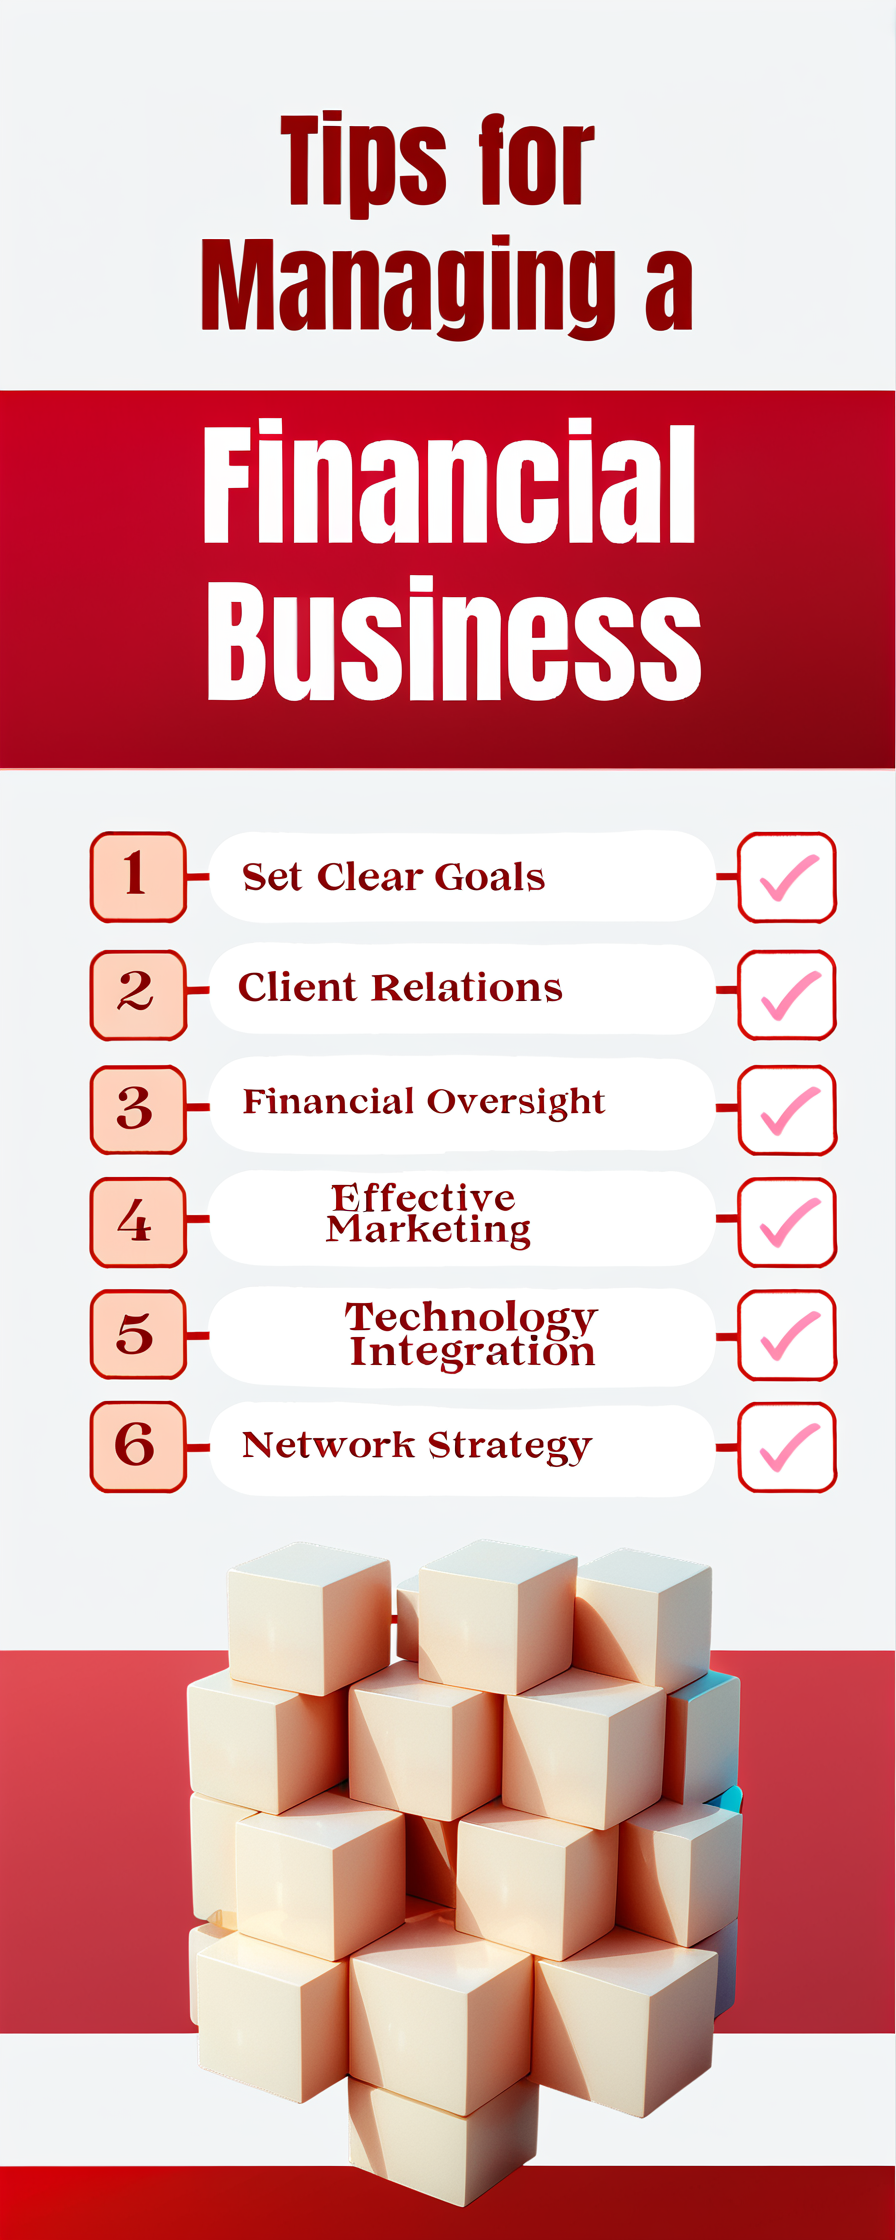 Tips for
Managing a
Financial
Business
1 Set Clear Goals
2 Client Relations
3 Financial Oversight
4 Effective
Marketing
5 Technology
Integration
6 Network Strategy